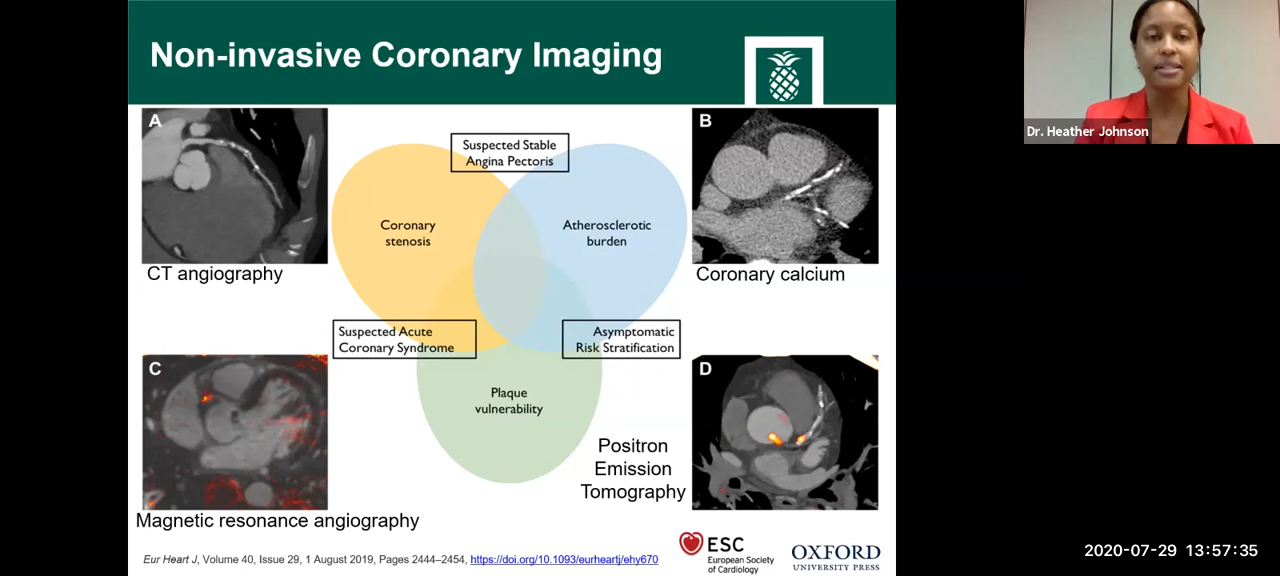 Non-invasive Coronary Imaging
A
Suspected Stable
Angina Pectoris
B
Coronary
stenosis
Atherosclerotic
burden
CT angiography
Coronary calcium
Suspected Acute
Coronary Syndrome
Asymptomatic
Risk Stratification
C
D
Plaque
vulnerability
Positron
Emission
Tomography
Magnetic resonance angiography
Eur Heart J, Volume 40, Issue 29, 1 August 2019, Pages 2444–2454, https://doi.org/10.1093/eurheartj/ehy670
ESC
European Society
of Cardiology
OXFORD
UNIVERSITY PRESS
Dr. Heather Johnson
2020-07-29 13:57:35